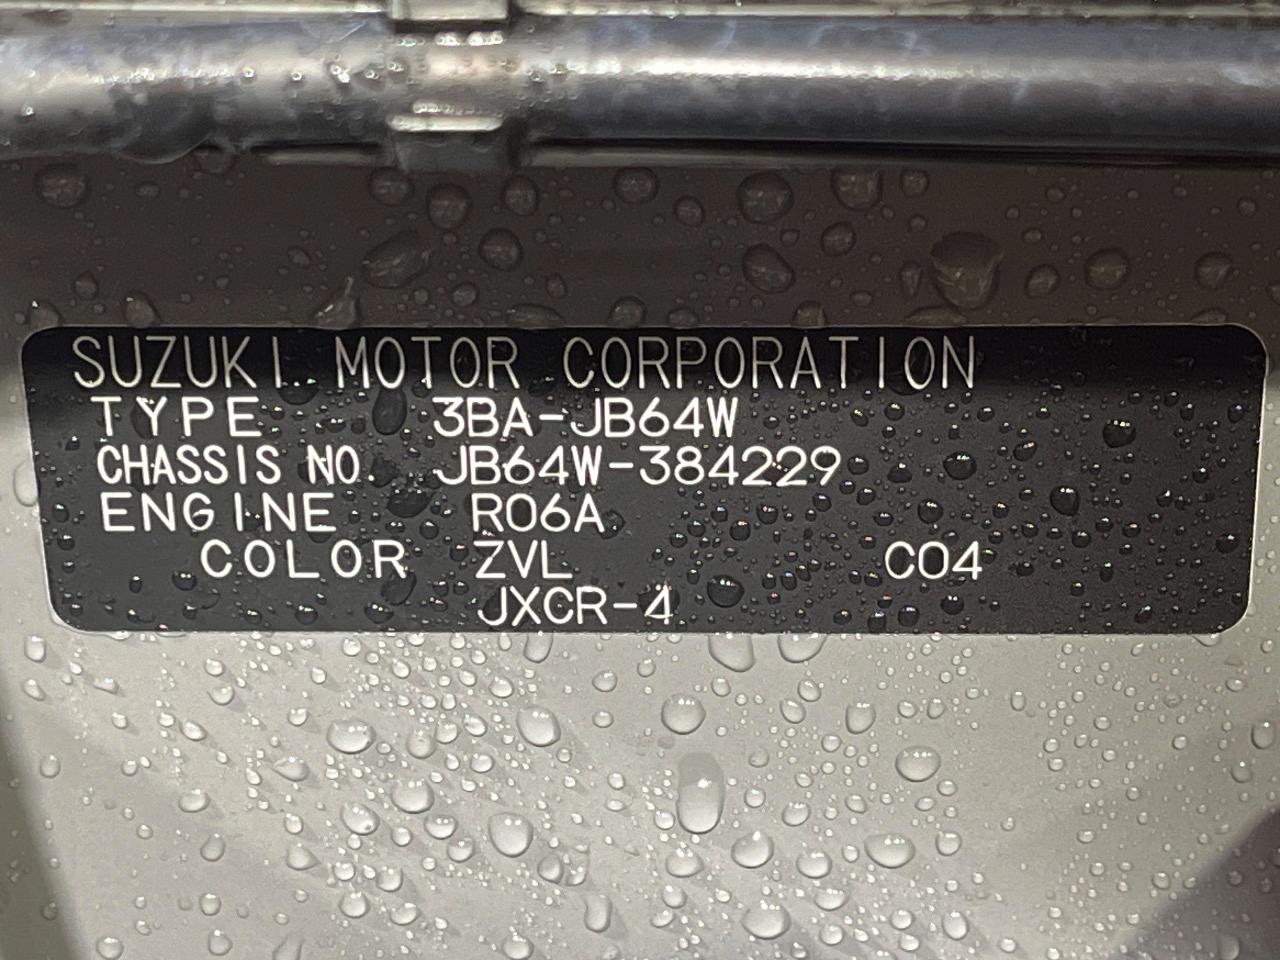 SUZUKI MOTOR CORPORATION
TYPE 3BA-JB64W
CHASSIS NO. JB64W-384229
ENGINE R06A
COLOR ZVL C04
JXCR-4